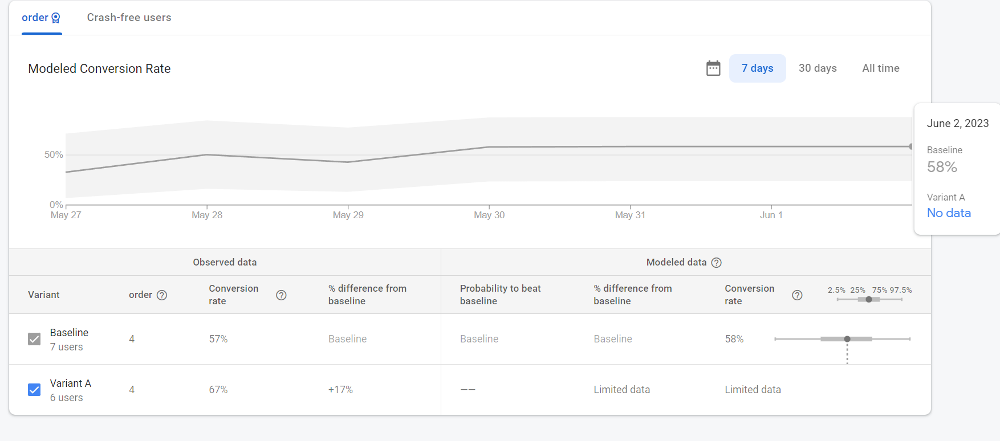 order Crash-free users
Modeled Conversion Rate
7 days 30 days All time
June 2, 2023
Baseline
58%
Variant A
No data
50%
0%
May 27 May 28 May 29 May 30 May 31 Jun 1
Observed data Modeled data ?
Variant order ? Conversion rate ? % difference from baseline Probability to beat baseline % difference from baseline Conversion rate ? 2.5% 25% 75% 97.5%
Baseline
7 users
4 57% Baseline Baseline Baseline 58%
Variant A
6 users
4 67% +17% —— Limited data Limited data